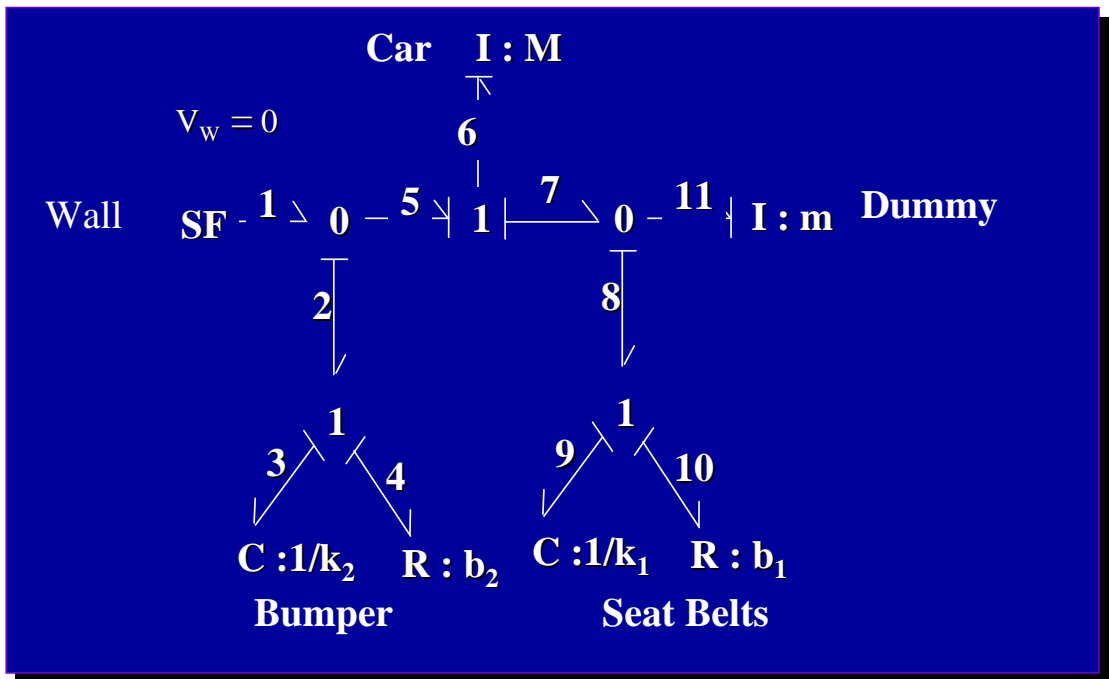 Car I : M
V_W = 0
6
Wall SF 1 0 5 1 7 0 11 I : m Dummy
2 8
1 1
3 4 9 10
C :1/k₂ R : b₂ C :1/k₁ R : b₁
Bumper Seat Belts